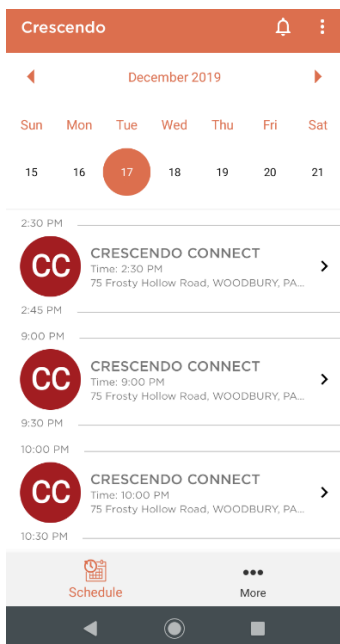 Crescendo
December 2019
Sun Mon Tue Wed Thu Fri Sat
15 16 17 18 19 20 21
2:30 PM
CC
CRESCENDO CONNECT
Time: 2:30 PM
75 Frosty Hollow Road, WOODBURY, PA...
2:45 PM
9:00 PM
CC
CRESCENDO CONNECT
Time: 9:00 PM
75 Frosty Hollow Road, WOODBURY, PA...
9:30 PM
10:00 PM
CC
CRESCENDO CONNECT
Time: 10:00 PM
75 Frosty Hollow Road, WOODBURY, PA...
10:30 PM
Schedule More